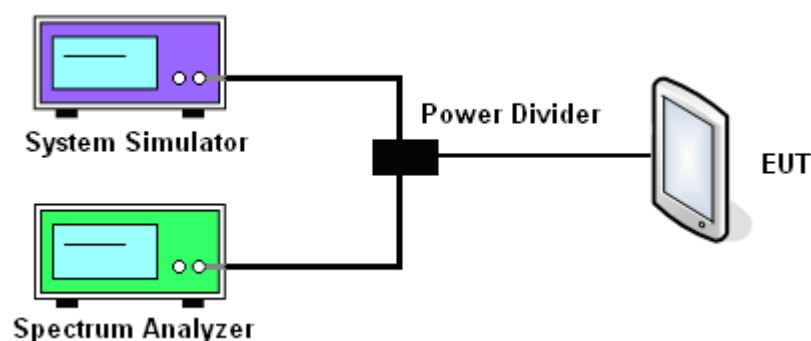 System Simulator
Power Divider
EUT
Spectrum Analyzer